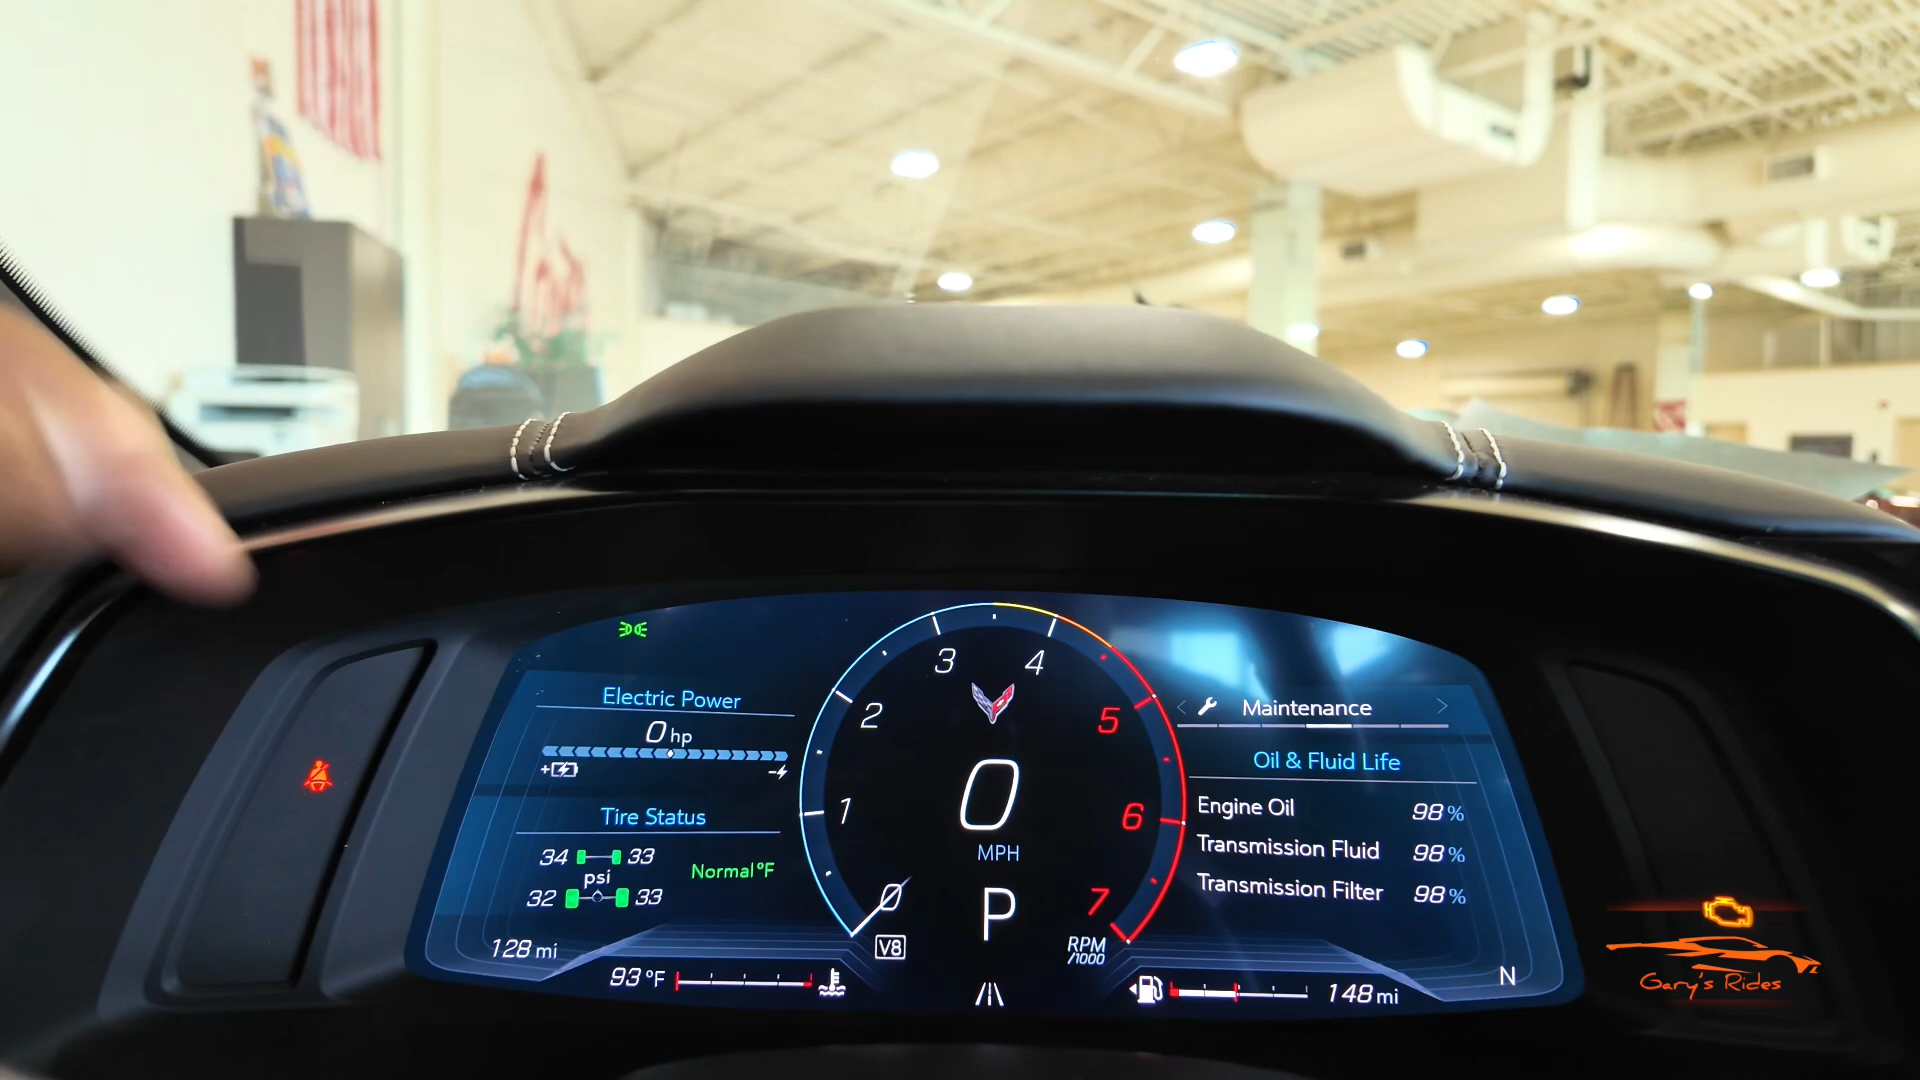 Electric Power
0 hp
Tire Status
34 33
psi
32 33
Normal °F
128 mi
93 °F
0
1
2
3
4
5
6
7
0
MPH
P
V8
RPM
/1000
Maintenance
Oil & Fluid Life
Engine Oil 98 %
Transmission Fluid 98 %
Transmission Filter 98 %
148 mi
N
Gary's Rides